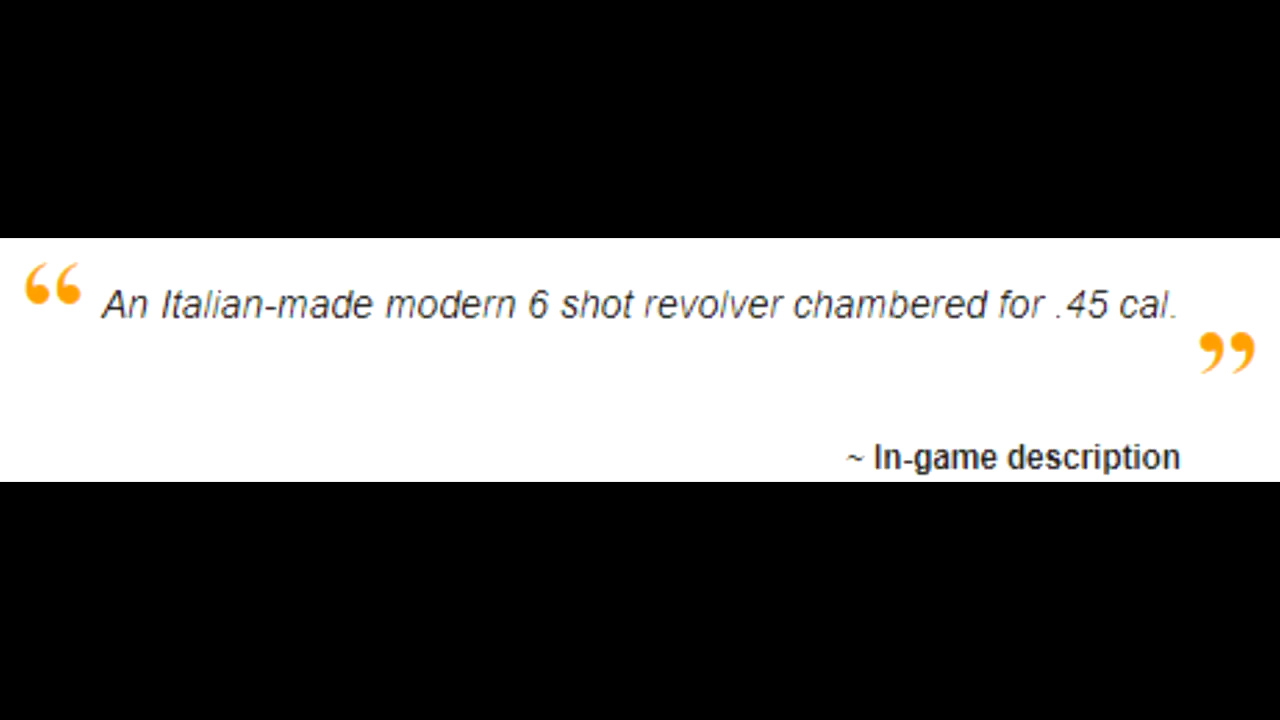 “ An Italian-made modern 6 shot revolver chambered for .45 cal. ”
~ In-game description